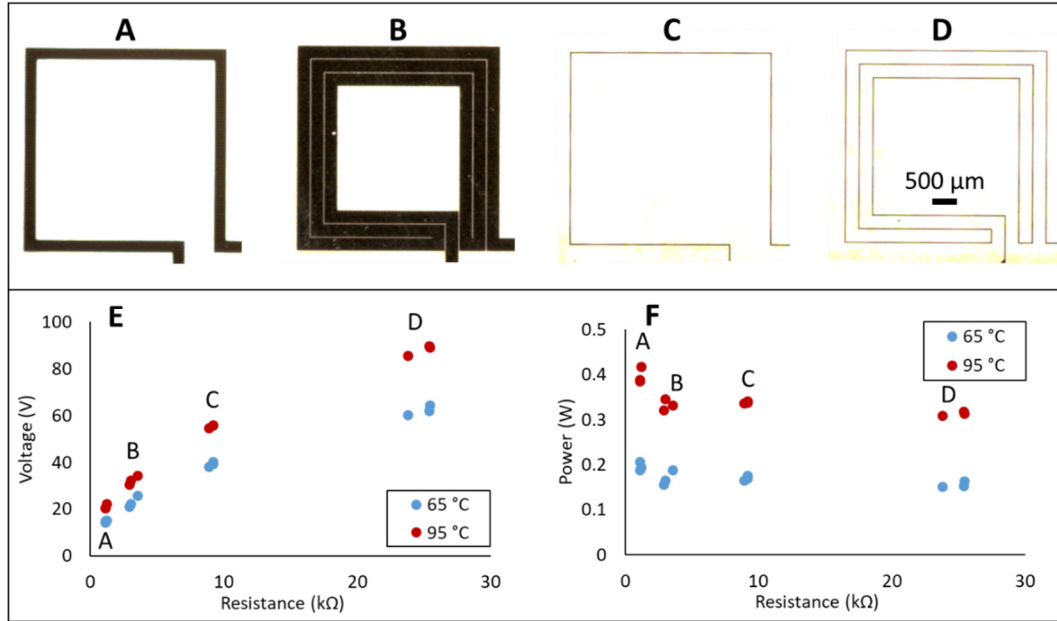 A
B
C
D
500 µm
E
100
80
60
40
20
0
Voltage (V)
A
B
C
D
65 °C
95 °C
0
10
20
30
Resistance (kΩ)
F
0.5
0.4
0.3
0.2
0.1
0
Power (W)
A
B
C
D
65 °C
95 °C
0
10
20
30
Resistance (kΩ)